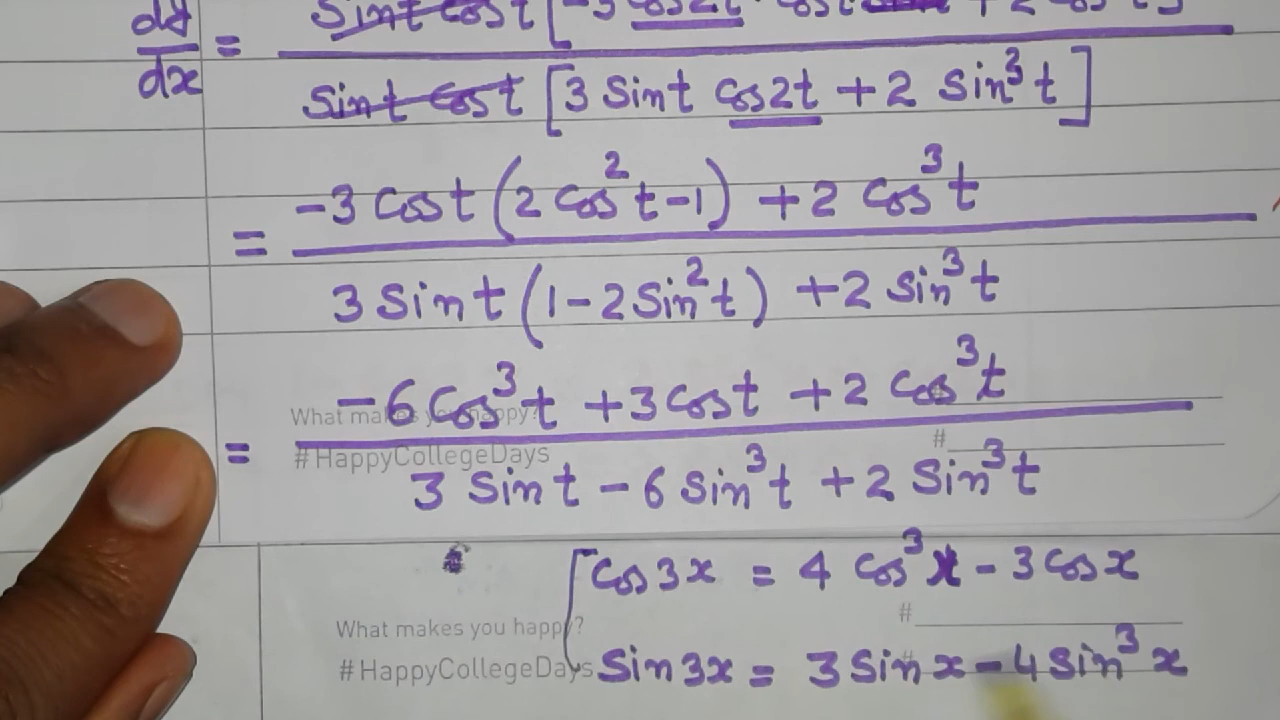 dy/dx = sint cost [-3 cos2t cost + 2 cos t]
sint cost [3 sint cos2t + 2 sin³t]
= -3 cost (2 cos²t-1) + 2 cos³t
3 sint (1-2sin²t) + 2 sin³t
= -6 cos³t + 3 cost + 2 cos³t
3 sint - 6 sin³t + 2 sin³t
What makes you happy?
#HappyCollegeDays
#
cos3x = 4 cos³x - 3 cosx
What makes you happy?
#
#HappyCollegeDays
#
sin3x = 3 sinx - 4 sin³x